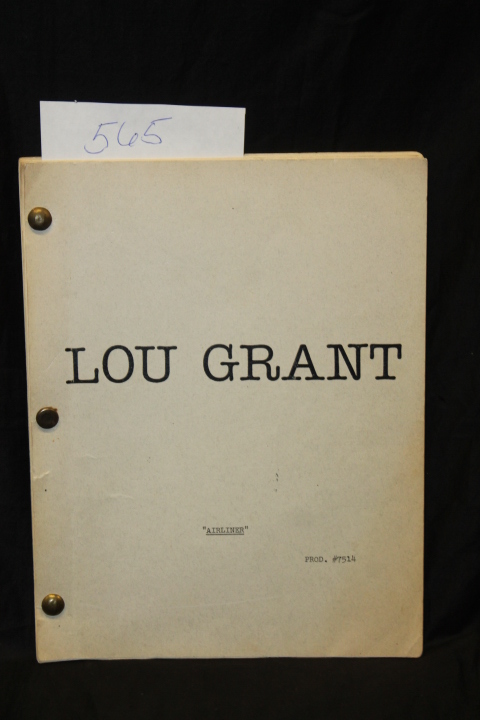 565
LOU GRANT
"AIRLINER"
PROD. #7514